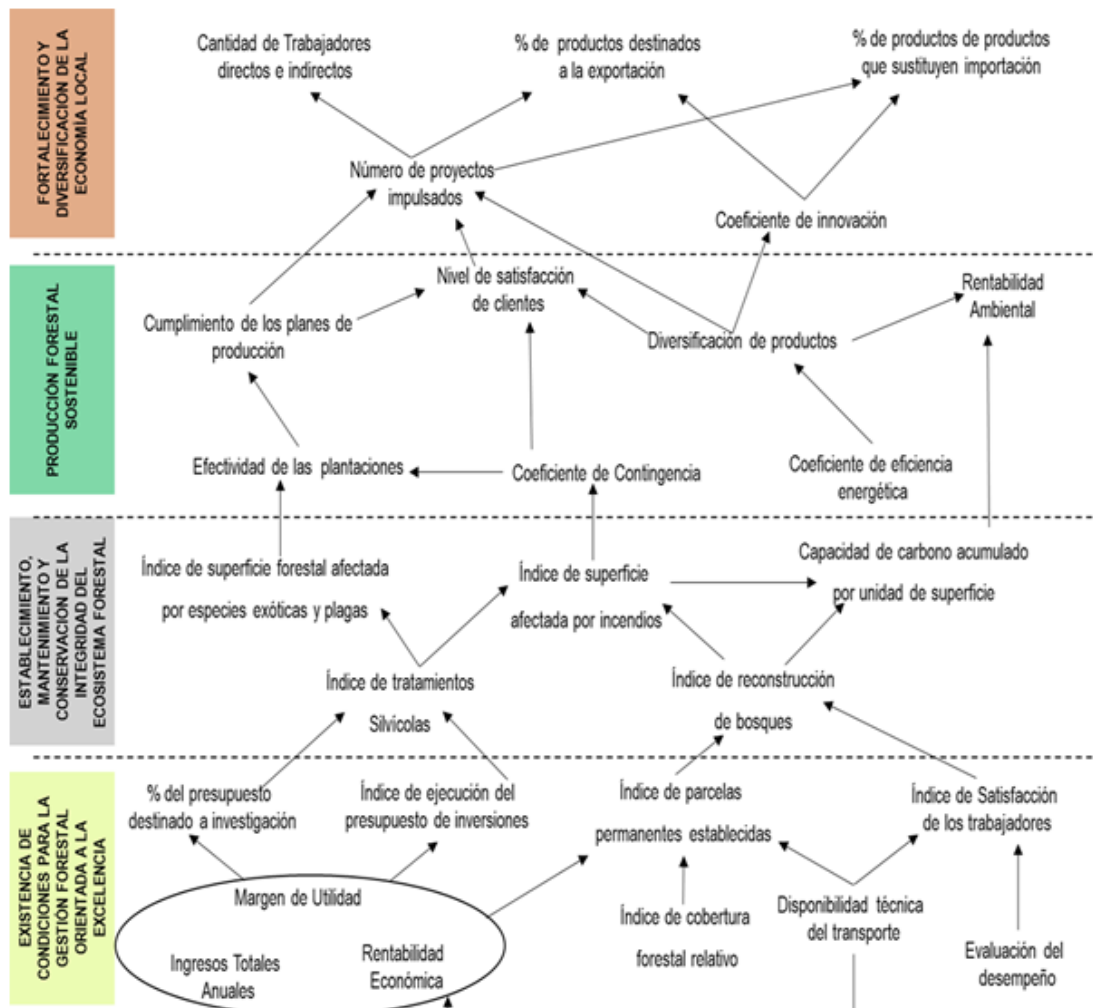 FORTALECIMIENTO Y
DIVERSIFICACIÓN DE LA
ECONOMÍA LOCAL
Cantidad de Trabajadores
directos e indirectos
% de productos destinados
a la exportación
% de productos de productos
que sustituyen importación
Número de proyectos
impulsados
Coeficiente de innovación
PRODUCCIÓN FORESTAL
SOSTENIBLE
Nivel de satisfacción
de clientes
Rentabilidad
Ambiental
Cumplimiento de los planes de
producción
Diversificación de productos
Efectividad de las plantaciones
Coeficiente de Contingencia
Coeficiente de eficiencia
energética
ESTABLECIMIENTO,
MANTENIMIENTO Y
CONSERVACIÓN DE LA
INTEGRIDAD DEL
ECOSISTEMA FORESTAL
Índice de superficie forestal afectada
por especies exóticas y plagas
Índice de superficie
afectada por incendios
Capacidad de carbono acumulado
por unidad de superficie
Índice de tratamientos
Silvícolas
Índice de reconstrucción
de bosques
EXISTENCIA DE
CONDICIONES PARA LA
GESTIÓN FORESTAL
ORIENTADA A LA
EXCELENCIA
% del presupuesto
destinado a investigación
Índice de ejecución del
presupuesto de inversiones
Índice de parcelas
permanentes establecidas
Índice de Satisfacción
de los trabajadores
Margen de Utilidad
Ingresos Totales
Anuales
Rentabilidad
Económica
Índice de cobertura
forestal relativo
Disponibilidad técnica
del transporte
Evaluación del
desempeño